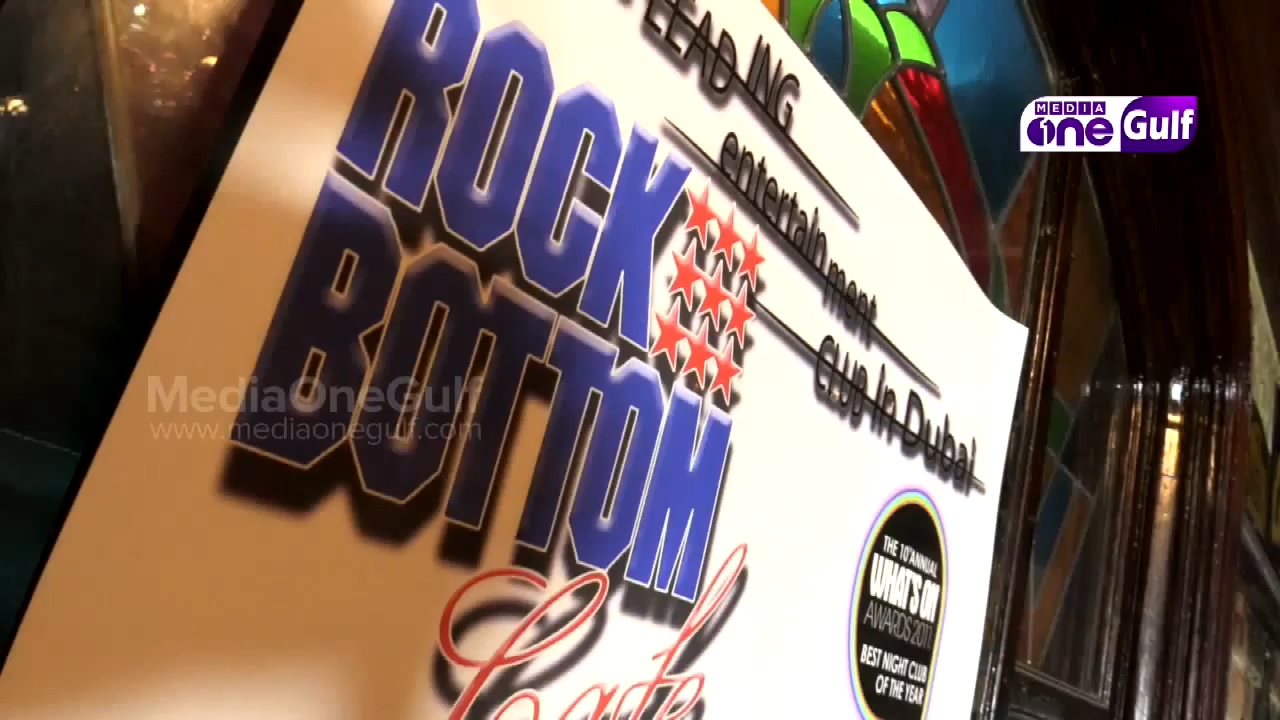 LEADING
entertainment
CLUB in Dubai
ROCK
BOTTOM
Café
THE 10th ANNUAL
WHAT'S ON
AWARDS 2011
BEST NIGHT CLUB
OF THE YEAR
MEDIA
one Gulf
MediaOneGulf
www.mediaonegulf.com